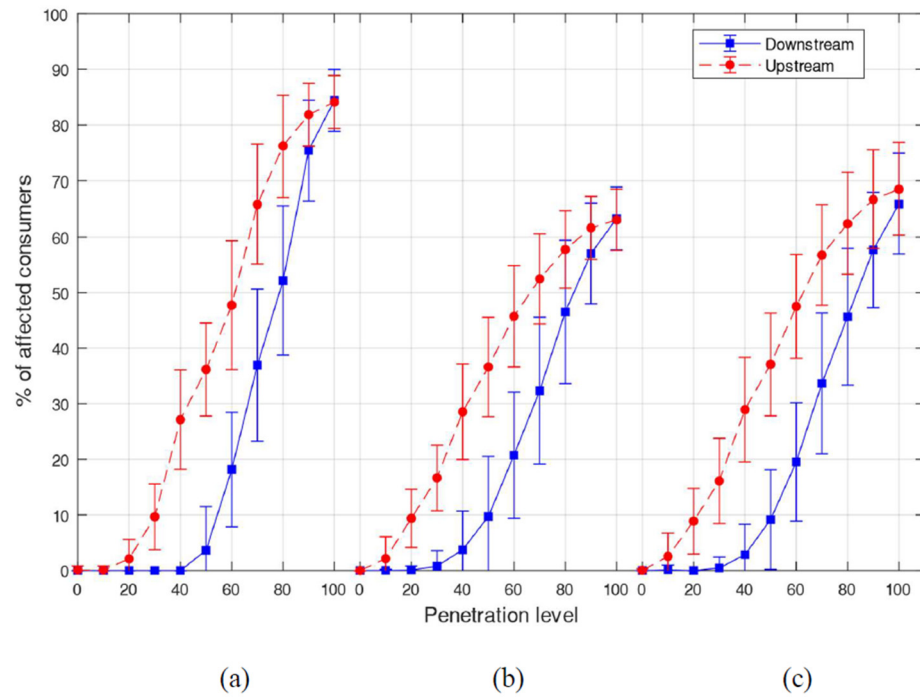 100
90
80
70
60
50
40
30
20
10
0
% of affected consumers
Downstream
Upstream
0 20 40 60 80 100 0 20 40 60 80 100 0 20 40 60 80 100
Penetration level
(a) (b) (c)